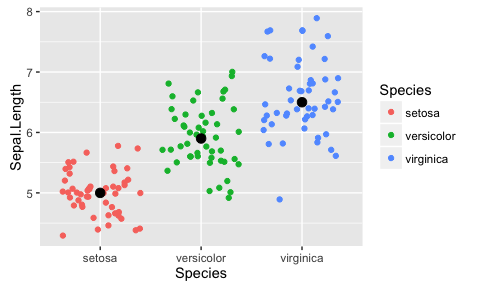 8
7
6
5
Sepal.Length
setosa
versicolor
virginica
Species
Species
setosa
versicolor
virginica